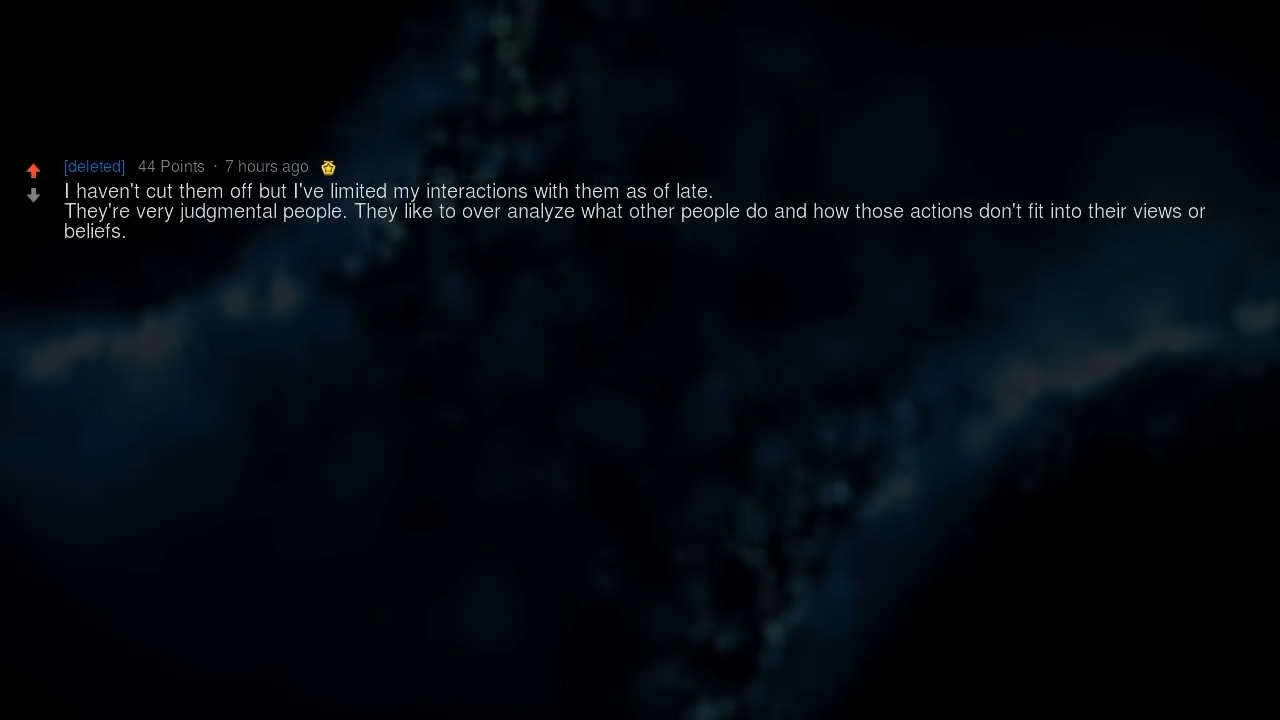 [deleted] 44 Points · 7 hours ago
I haven't cut them off but I've limited my interactions with them as of late.
They're very judgmental people. They like to over analyze what other people do and how those actions don't fit into their views or
beliefs.